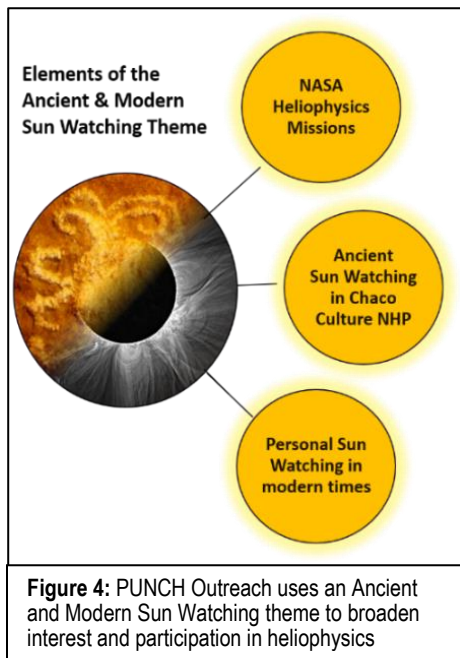 Elements of the
Ancient & Modern
Sun Watching Theme
NASA
Heliophysics
Missions
Ancient
Sun Watching
in Chaco
Culture NHP
Personal Sun
Watching in
modern times
Figure 4: PUNCH Outreach uses an Ancient
and Modern Sun Watching theme to broaden
interest and participation in heliophysics